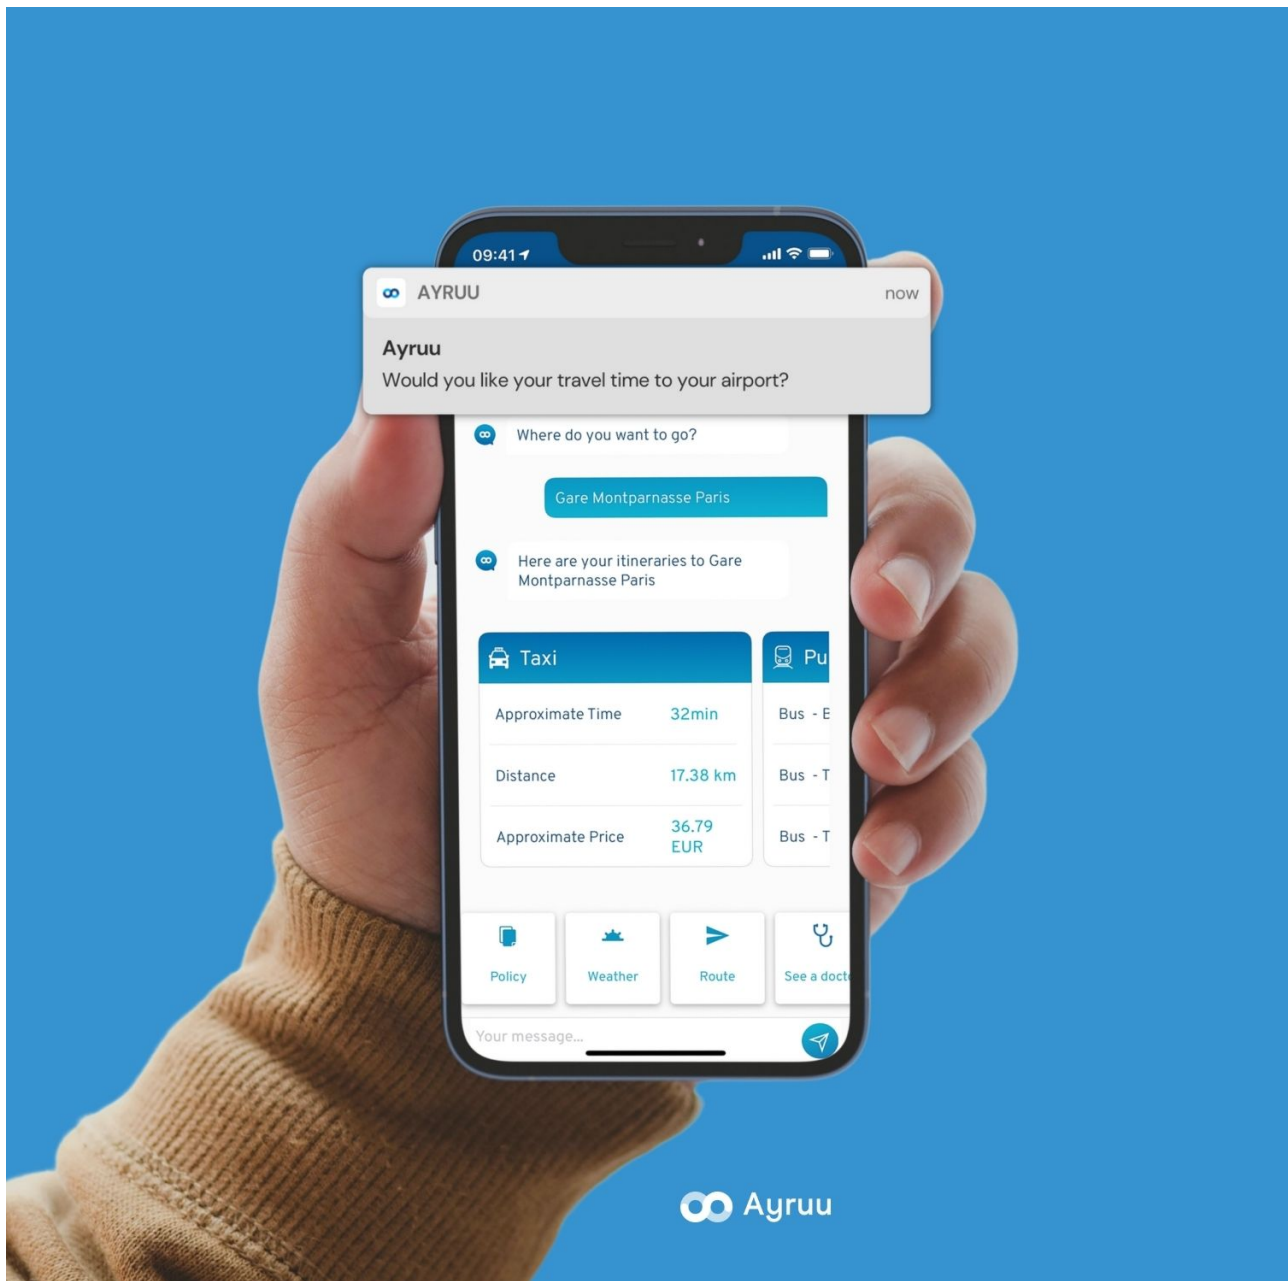 09:41
AYRUU
now
Ayruu
Would you like your travel time to your airport?
Where do you want to go?
Gare Montparnasse Paris
Here are your itineraries to Gare
Montparnasse Paris
Taxi
Pu
Approximate Time
32min
Bus - B
Distance
17.38 km
Bus - T
Approximate Price
36.79
EUR
Bus - T
Policy
Weather
Route
See a docto
Your message...
Ayruu